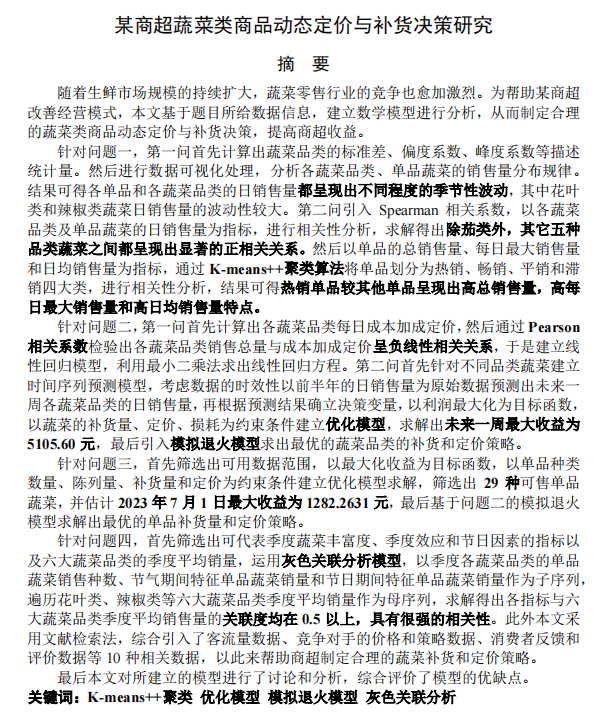 某商超蔬菜类商品动态定价与补货决策研究
摘 要
随着生鲜市场规模的持续扩大，蔬菜零售行业的竞争也愈加激烈。为帮助某商超
改善经营模式，本文基于题目所给数据信息，建立数学模型进行分析，从而制定合理
的蔬菜类商品动态定价与补货决策，提高商超收益。
针对问题一，第一问首先计算出蔬菜品类的标准差、偏度系数、峰度系数等描述
统计量。然后进行数据可视化处理，分析各蔬菜品类、单品蔬菜的销售量分布规律。
结果可得各单品和各蔬菜品类的日销售量都呈现出不同程度的季节性波动，其中花叶
类和辣椒类蔬菜日销售量的波动性较大。第二问引入 Spearman 相关系数，以各蔬菜
品类及单品蔬菜的日销售量为指标，进行相关性分析，求解得出除茄类外，其它五种
品类蔬菜之间都呈现出显著的正相关关系。然后以单品的总销售量、每日最大销售量
和日均销售量为指标，通过 K-means++聚类算法将单品划分为热销、畅销、平销和滞
销四大类，进行相关性分析，结果可得热销单品较其他单品呈现出高总销售量，高每
日最大销售量和高日均销售量特点。
针对问题二，第一问首先计算出各蔬菜品类每日成本加成定价，然后通过 Pearson
相关系数检验出各蔬菜品类销售总量与成本加成定价呈负线性相关关系，于是建立线
性回归模型，利用最小二乘法求出线性回归方程。第二问首先针对不同品类蔬菜建立
时间序列预测模型，考虑数据的时效性以前半年的日销售量为原始数据预测出未来一
周各蔬菜品类的日销售量，再根据预测结果确立决策变量，以利润最大化为目标函数，
以蔬菜的补货量、定价、损耗为约束条件建立优化模型，求解出未来一周最大收益为
5105.60 元，最后引入模拟退火模型求出最优的蔬菜品类的补货和定价策略。
针对问题三，首先筛选出可用数据范围，以最大化收益为目标函数，以单品种类
数量、陈列量、补货量和定价为约束条件建立优化模型求解，筛选出 29 种可售单品
蔬菜，并估计 2023 年 7 月 1 日最大收益为 1282.2631 元，最后基于问题二的模拟退火
模型求解出最优的单品补货量和定价策略。
针对问题四，首先筛选出可代表季度蔬菜丰富度、季度效应和节日因素的指标以
及六大蔬菜品类的季度平均销量，运用灰色关联分析模型，以季度各蔬菜品类的单品
蔬菜销售种数、节气期间特征单品蔬菜销量和节日期间特征单品蔬菜销量作为子序列，
遍历花叶类、辣椒类等六大蔬菜品类季度平均销量作为母序列，求解得出各指标与六
大蔬菜品类季度平均销售量的关联度均在 0.5 以上，具有很强的相关性。此外本文采
用文献检索法，综合引入了客流量数据、竞争对手的价格和策略数据、消费者反馈和
评价数据等 10 种相关数据，以此来帮助商超制定合理的蔬菜补货和定价策略。
最后本文对所建立的模型进行了讨论和分析，综合评价了模型的优缺点。
关键词：K-means++聚类 优化模型 模拟退火模型 灰色关联分析